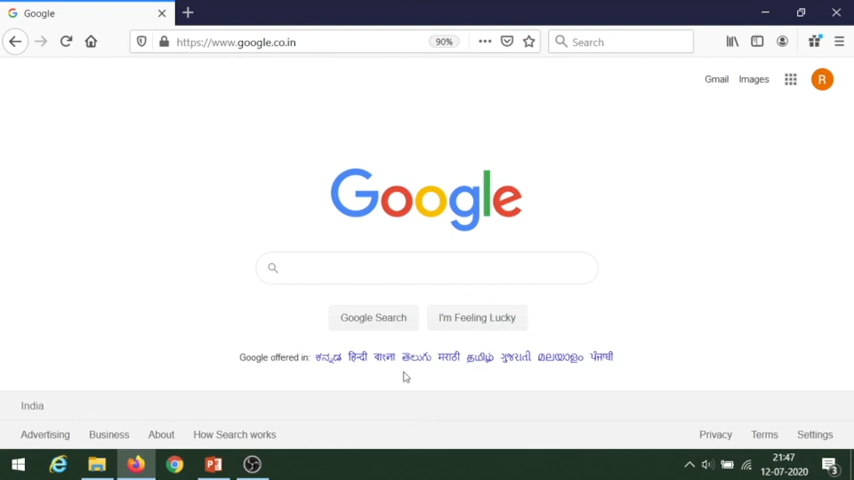 Google
https://www.google.co.in 90% Search
Gmail Images R
Google
Google Search I'm Feeling Lucky
Google offered in: ಕನ್ನಡ हिन्दी বাংলা తెలుగు मराठी தமிழ் ગુજરાતી മലയാളം ਪੰਜਾਬੀ
India
Advertising Business About How Search works Privacy Terms Settings
21:47
12-07-2020 3